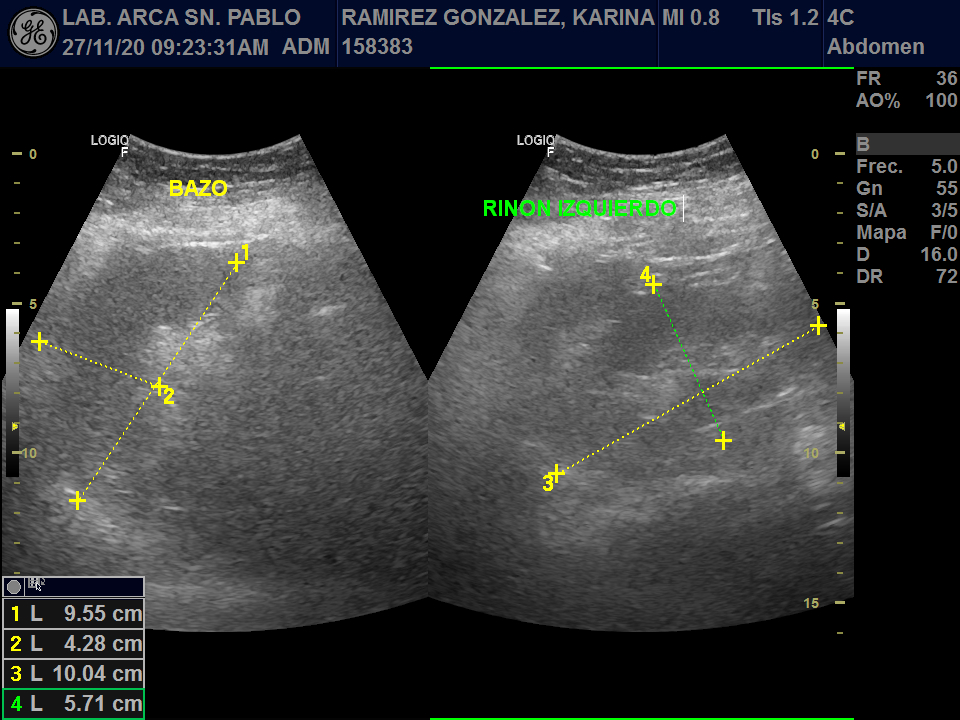 LAB. ARCA SN. PABLO
27/11/20 09:23:31AM ADM
RAMIREZ GONZALEZ, KARINA
158383
MI 0.8 TIs 1.2
4C
Abdomen
FR 36
AO% 100
B
Frec. 5.0
Gn 55
S/A 3/5
Mapa F/0
D 16.0
DR 72
LOGIQ
F
BAZO
0
5
10
1
2
LOGIQ
F
RINON IZQUIERDO
0
5
10
15
4
3
1 L 9.55 cm
2 L 4.28 cm
3 L 10.04 cm
4 L 5.71 cm